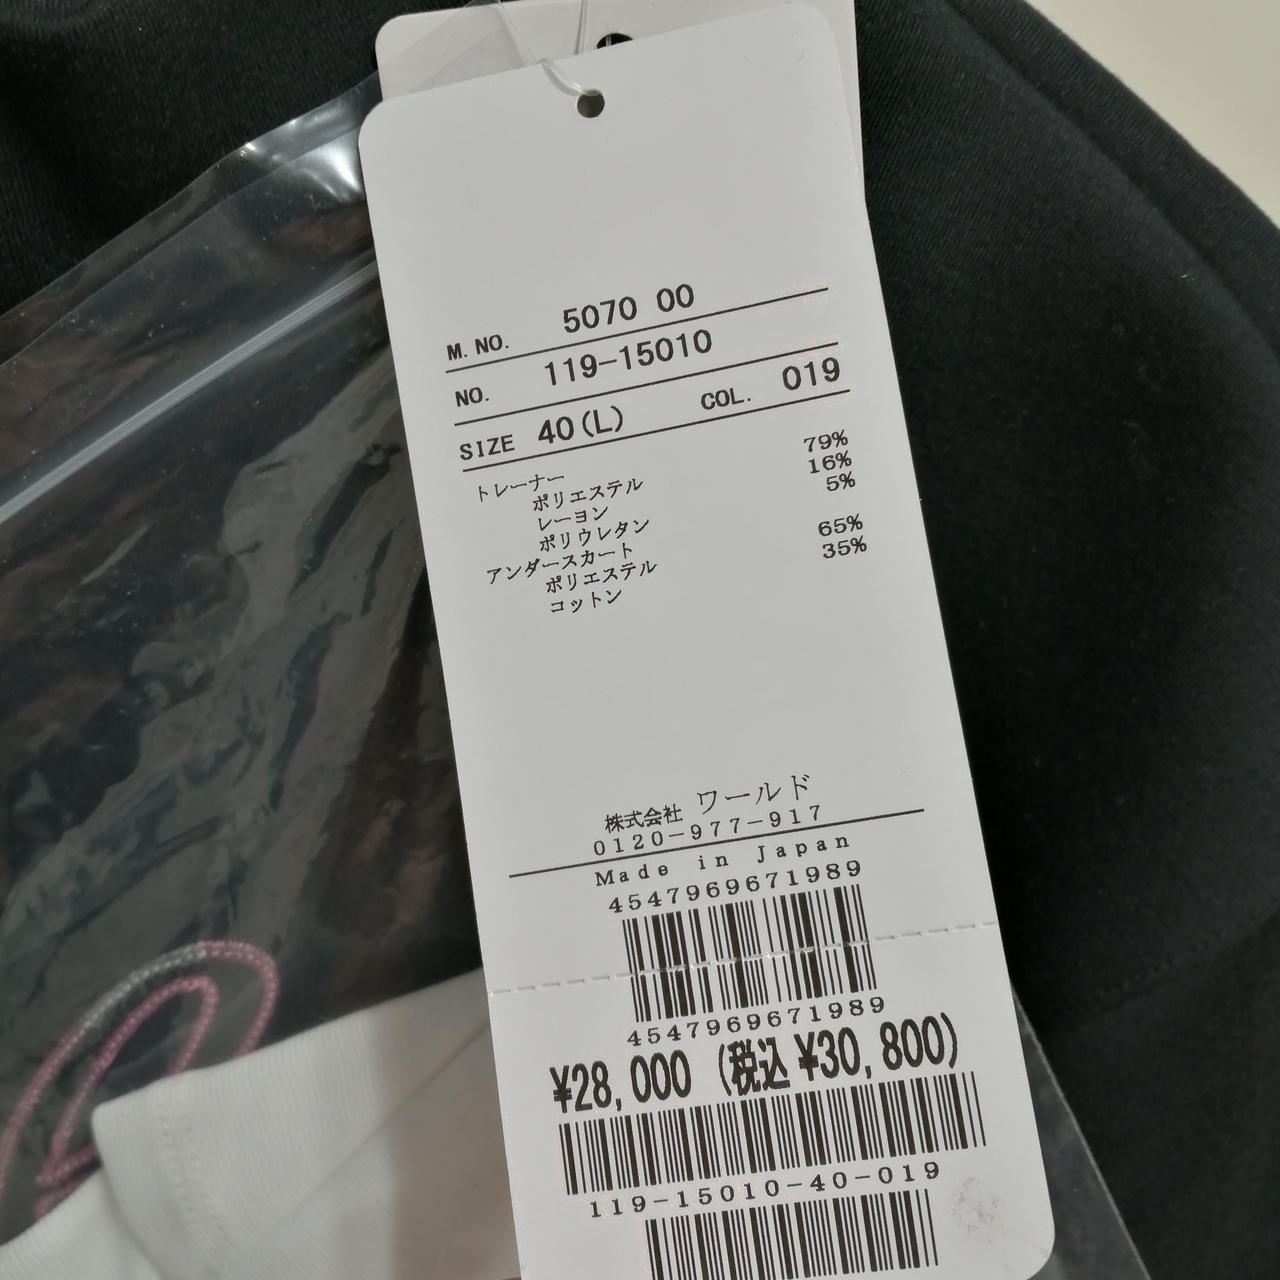 M. NO. 5070 00
NO. 119-15010
SIZE 40(L) COL. 019
トレーナー
ポリエステル 79%
レーヨン 16%
ポリウレタン 5%
アンダースカート
ポリエステル 65%
コットン 35%
株式会社 ワールド
0120-977-917
Made in Japan
4547969671989
4547969671989
¥28,000 (税込 ¥30,800)
119-15010-40-019